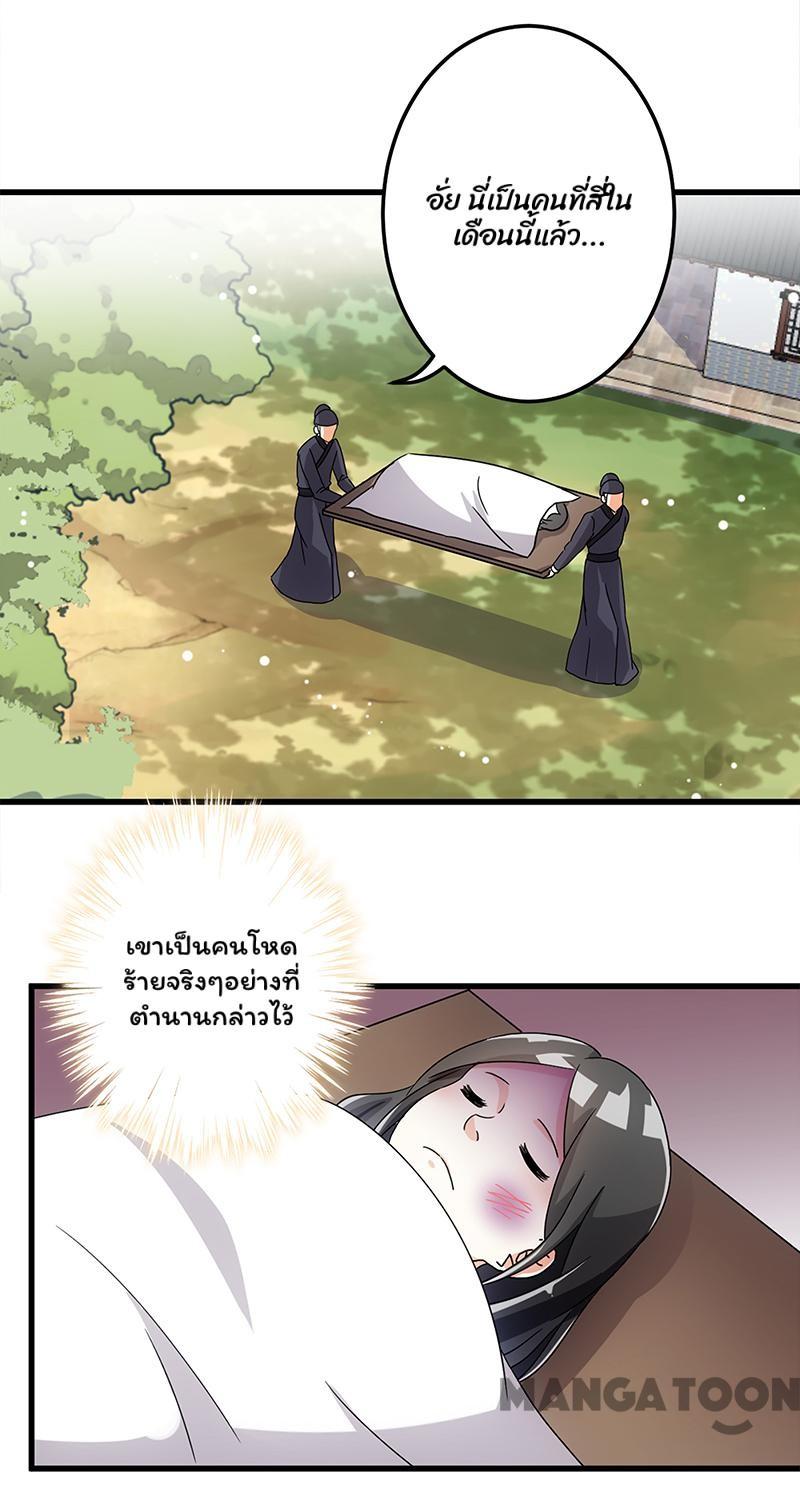 อั่ย นี่เป็นคนที่สี่ใน
เดือนนี้แล้ว...
เขาเป็นคนโหด
ร้ายจริงๆอย่างที่
ตำนานกล่าวไว้
MANGATOON